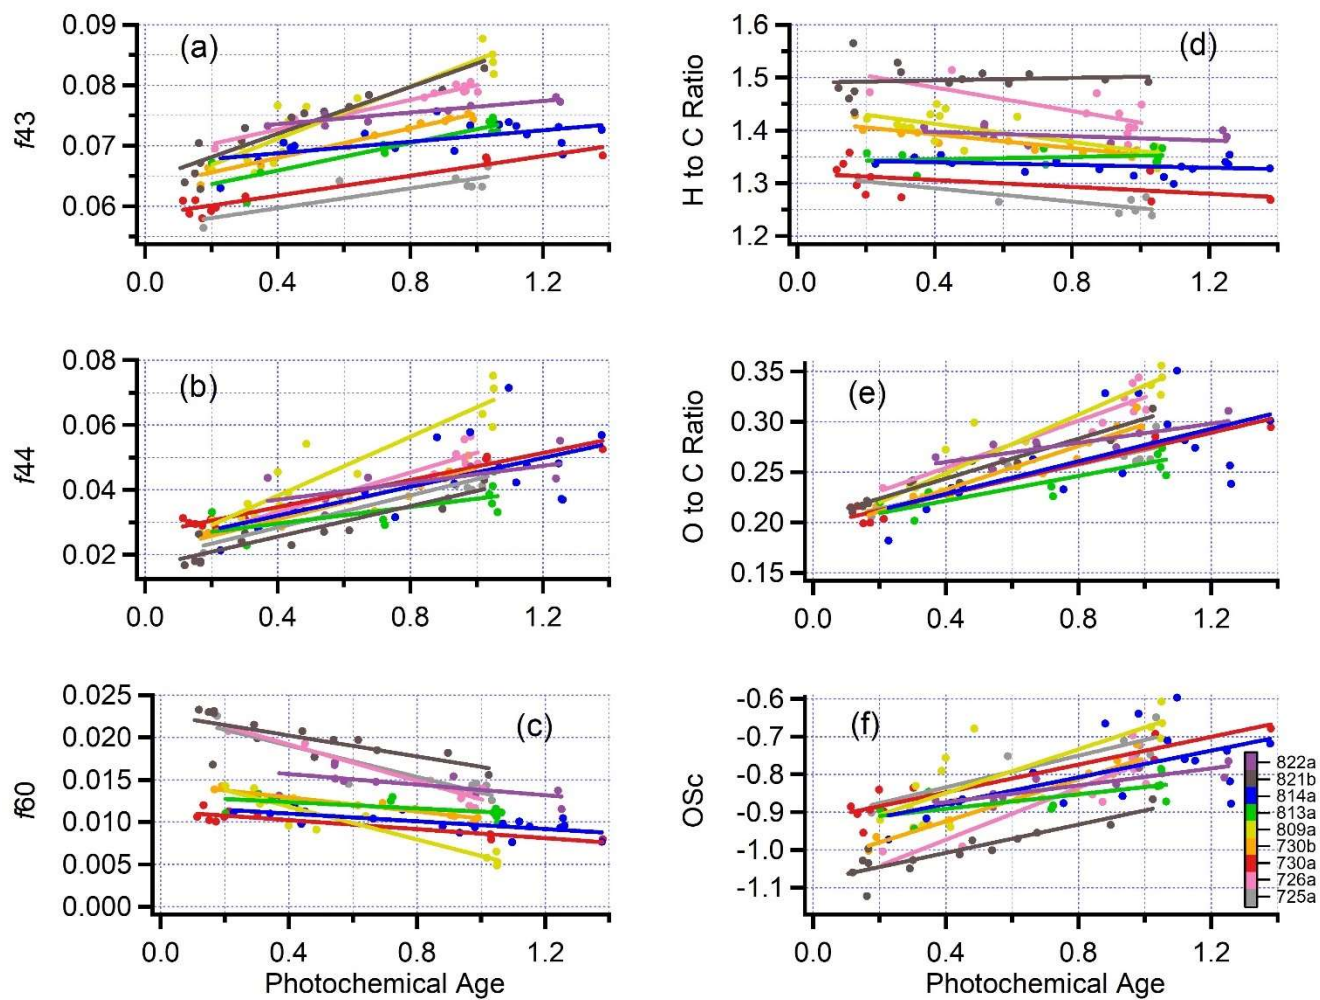 (a)
f43
0.09
0.08
0.07
0.06
0.0 0.4 0.8 1.2
(d)
H to C Ratio
1.6
1.5
1.4
1.3
1.2
0.0 0.4 0.8 1.2
(b)
f44
0.08
0.06
0.04
0.02
0.0 0.4 0.8 1.2
(e)
O to C Ratio
0.35
0.30
0.25
0.20
0.15
0.0 0.4 0.8 1.2
(c)
f60
0.025
0.020
0.015
0.010
0.005
0.000
0.0 0.4 0.8 1.2
Photochemical Age
(f)
OSc
-0.6
-0.7
-0.8
-0.9
-1.0
-1.1
822a
821b
814a
813a
809a
730b
730a
726a
725a
0.0 0.4 0.8 1.2
Photochemical Age